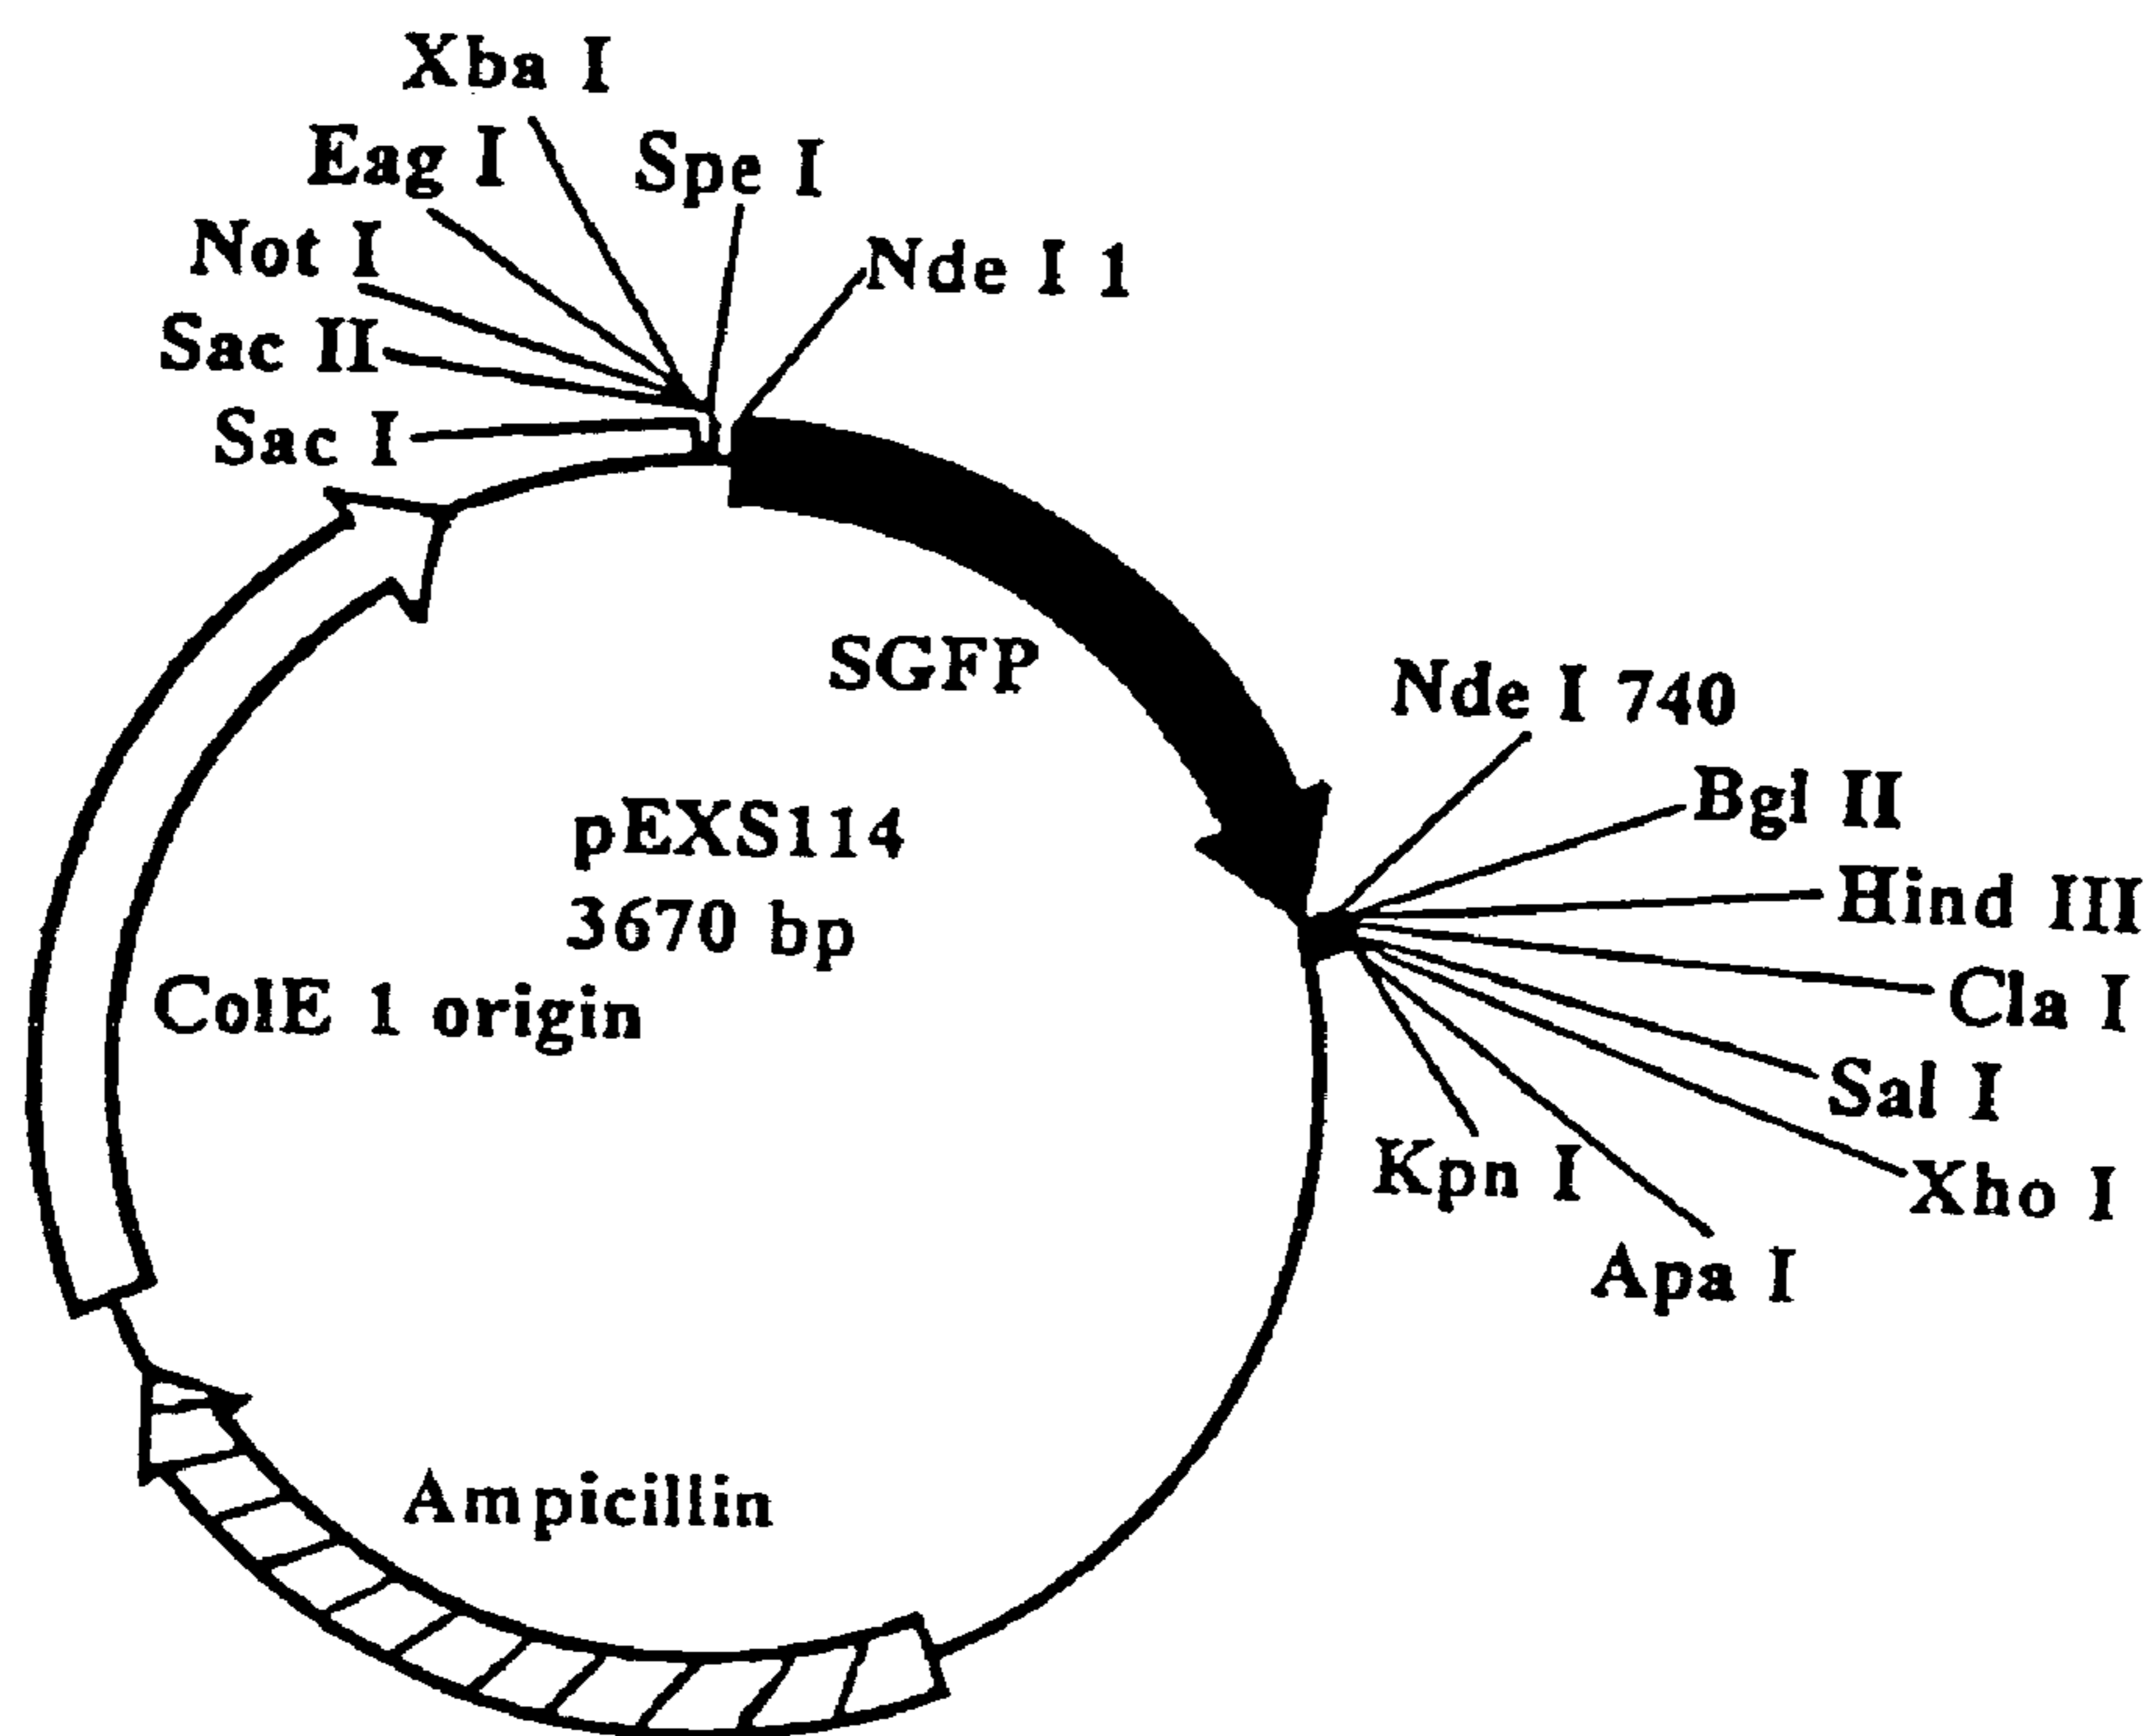 Xba I
Eag I
Spe I
Not I
Nde I 1
Sac II
Sac I
SGFP
Nde I 740
Bgl II
pEXS114
3670 bp
Hind III
ColE 1 origin
Cla I
Sal I
Kpn I
Xho I
Apa I
Ampicillin